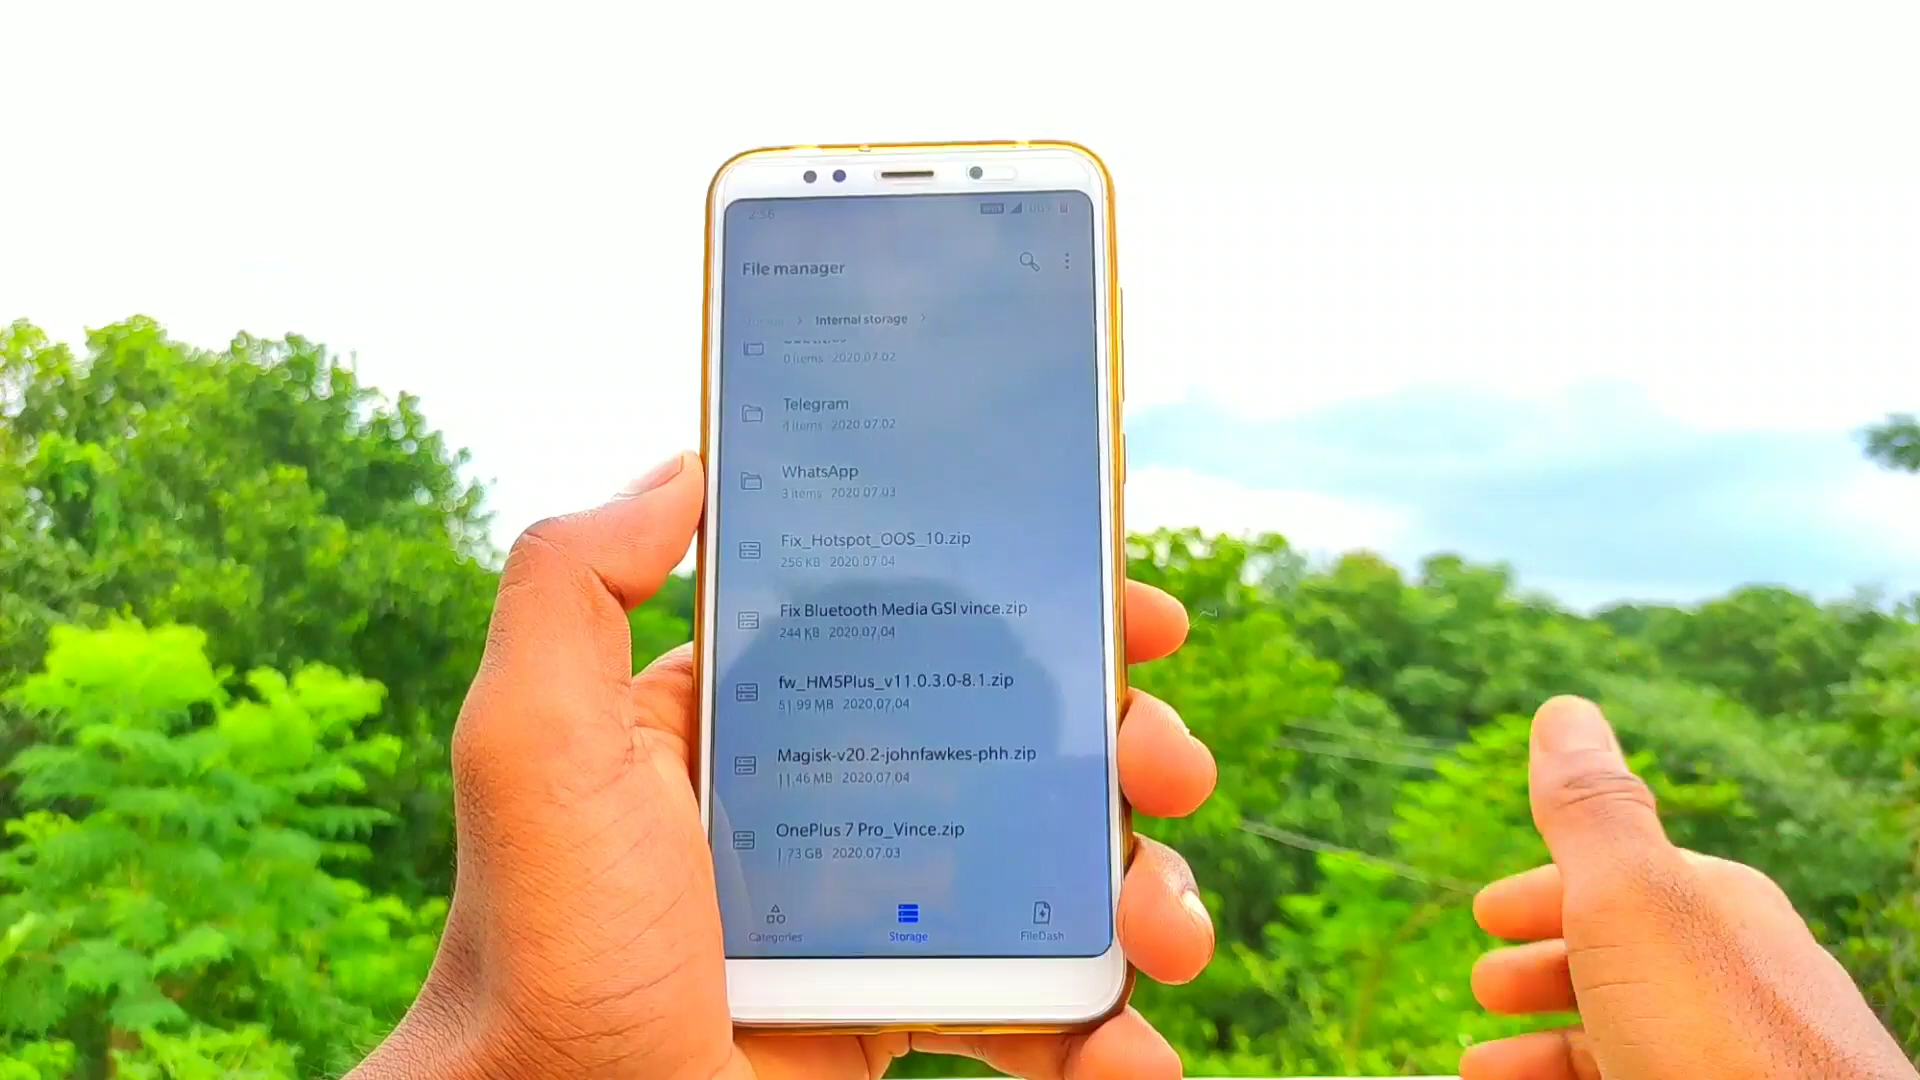 2:56
File manager
Internal storage
0 items 2020.07.02
Telegram
4 items 2020.07.02
WhatsApp
3 items 2020.07.03
Fix_Hotspot_OOS_10.zip
256 KB 2020.07.04
Fix Bluetooth Media GSI vince.zip
244 KB 2020.07.04
fw_HM5Plus_v11.0.3.0-8.1.zip
51.99 MB 2020.07.04
Magisk-v20.2-johnfawkes-phh.zip
11.46 MB 2020.07.04
OnePlus 7 Pro_Vince.zip
1.73 GB 2020.07.03
Categories
Storage
FileDash